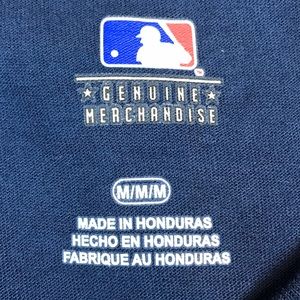 GENUINE
MERCHANDISE
M/M/M
MADE IN HONDURAS
HECHO EN HONDURAS
FABRIQUE AU HONDURAS